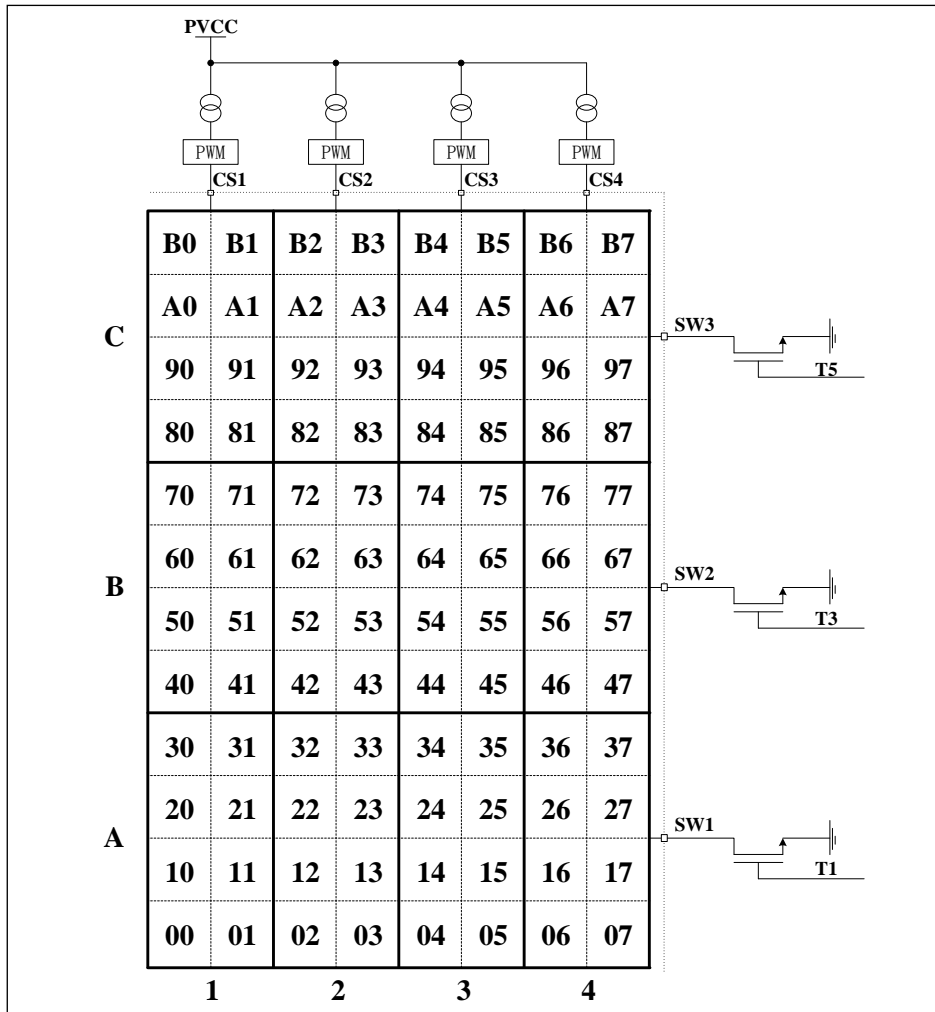 PVCC
PWM PWM PWM PWM
CS1 CS2 CS3 CS4
B0 B1 B2 B3 B4 B5 B6 B7
A0 A1 A2 A3 A4 A5 A6 A7
C SW3
T5
90 91 92 93 94 95 96 97
80 81 82 83 84 85 86 87
70 71 72 73 74 75 76 77
60 61 62 63 64 65 66 67
B SW2
T3
50 51 52 53 54 55 56 57
40 41 42 43 44 45 46 47
30 31 32 33 34 35 36 37
20 21 22 23 24 25 26 27
A SW1
T1
10 11 12 13 14 15 16 17
00 01 02 03 04 05 06 07
1 2 3 4